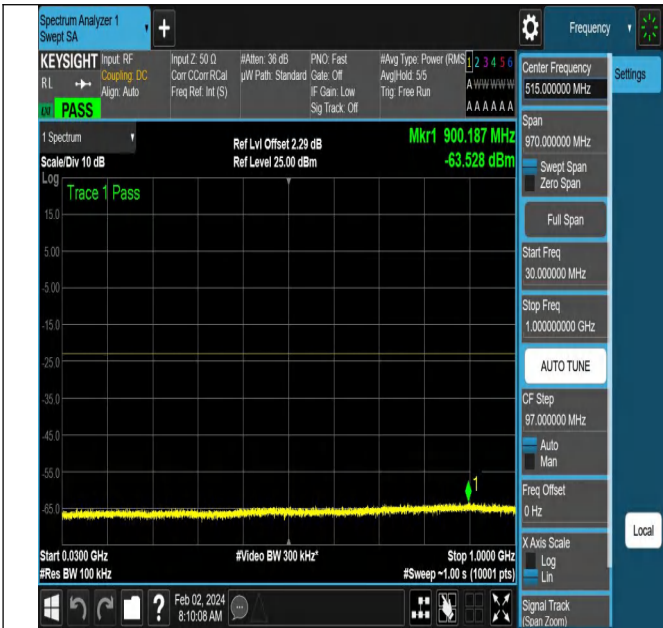 Spectrum Analyzer 1
Swept SA
+
Frequency
KEYSIGHT
RL
PASS
Input: RF
Coupling: DC
Align: Auto
Input Z: 50 Ω
Corr CCorr RCal
Freq Ref: Int (S)
#Atten: 36 dB
µW Path: Standard
PNO: Fast
Gate: Off
IF Gain: Low
Sig Track: Off
#Avg Type: Power (RMS
Avg|Hold: 5/5
Trig: Free Run
1 2 3 4 5 6
A W W W W W
A A A A A A
1 Spectrum
Scale/Div 10 dB
Log
Ref Lvl Offset 2.29 dB
Ref Level 25.00 dBm
Mkr1 900.187 MHz
-63.528 dBm
Trace 1 Pass
15.0
5.00
-5.00
-15.0
-25.0
-35.0
-45.0
-55.0
-65.0
1
Start 0.0300 GHz
#Res BW 100 kHz
#Video BW 300 kHz*
Stop 1.0000 GHz
#Sweep ~1.00 s (10001 pts)
?
Feb 02, 2024
8:10:08 AM
Center Frequency
515.000000 MHz
Settings
Span
970.000000 MHz
Swept Span
Zero Span
Full Span
Start Freq
30.000000 MHz
Stop Freq
1.000000000 GHz
AUTO TUNE
CF Step
97.000000 MHz
Auto
Man
Freq Offset
0 Hz
Local
X Axis Scale
Log
Lin
Signal Track
(Span Zoom)